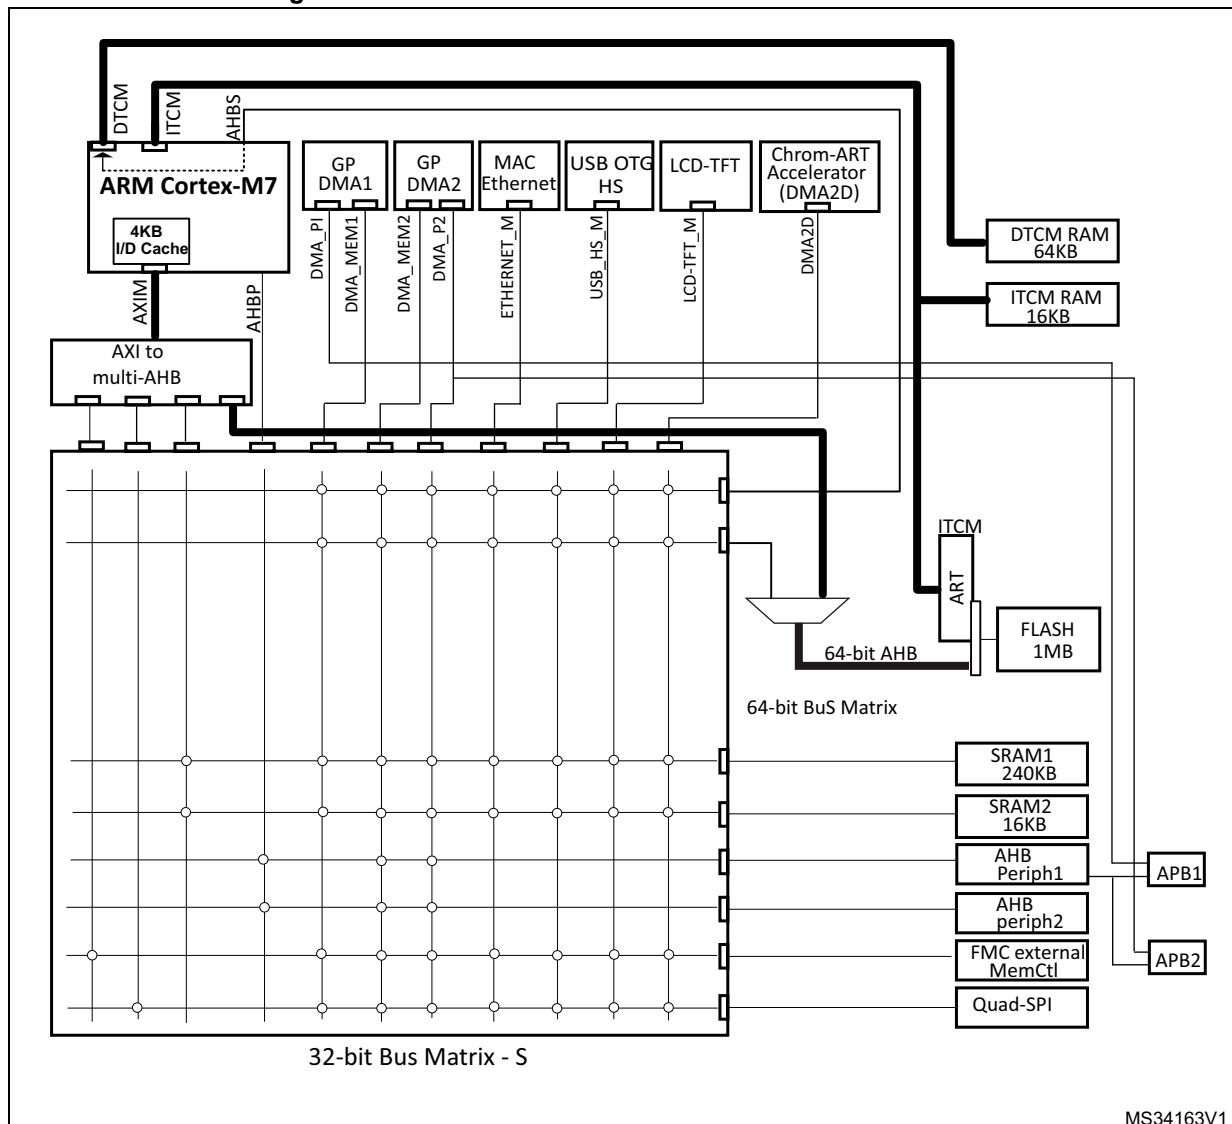 DTCM
ITCM
AHBS
ARM Cortex-M7
4KB
I/D Cache
AXIM
AHBP
GP
DMA1
GP
DMA2
MAC
Ethernet
USB OTG
HS
LCD-TFT
Chrom-ART
Accelerator
(DMA2D)
DMA_PI
DMA_MEM1
DMA_MEM2
DMA_P2
ETHERNET_M
USB_HS_M
LCD-TFT_M
DMA2D
DTCM RAM
64KB
ITCM RAM
16KB
AXI to
multi-AHB
ITCM
ART
FLASH
1MB
64-bit AHB
64-bit BuS Matrix
SRAM1
240KB
SRAM2
16KB
AHB
Periph1
APB1
AHB
periph2
FMC external
MemCtl
APB2
Quad-SPI
32-bit Bus Matrix - S
MS34163V1